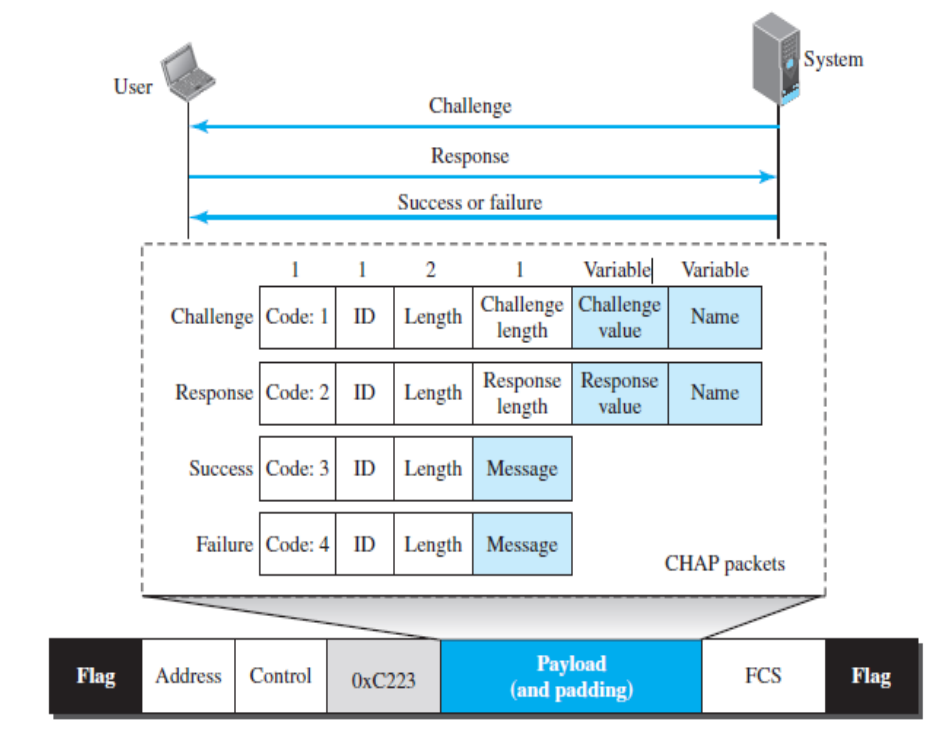 User
System
Challenge
Response
Success or failure
1 1 2 1 Variable Variable
Challenge Code: 1 ID Length Challenge length Challenge value Name
Response Code: 2 ID Length Response length Response value Name
Success Code: 3 ID Length Message
Failure Code: 4 ID Length Message
CHAP packets
Flag Address Control 0xC223 Payload (and padding) FCS Flag